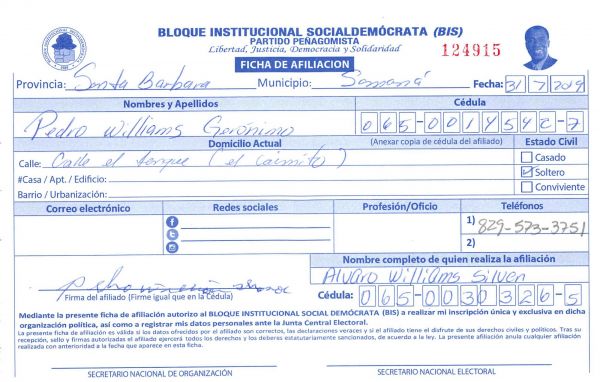 BLOQUE INSTITUCIONAL SOCIALDEMÓCRATA (BIS)
PARTIDO PEÑAGOMISTA
Libertad, Justicia, Democracia y Solidaridad
124915
FICHA DE AFILIACION
Provincia: Santa Barbara Municipio: Samaná Fecha: 31/7/2019
Nombres y Apellidos Cédula
Pedro Williams Gerónimo 065-0014542-7
Domicilio Actual (Anexar copia de cédula del afiliado) Estado Civil
Calle: Calle el tanque (el caimito) Casado
#Casa / Apt. / Edificio: Soltero
Barrio / Urbanización: Conviviente
Correo electrónico Redes sociales Profesión/Oficio Teléfonos
1) 829-573-3751
2)
Nombre completo de quien realiza la afiliación
Alvaro Williams Silven
Firma del afiliado (Firme igual que en la Cédula) Cédula: 065-0030326-5
Mediante la presente ficha de afiliación autorizo al BLOQUE INSTITUCIONAL SOCIAL DEMÓCRATA (BIS) a realizar mi inscripción única y exclusiva en dicha
organización política, así como a registrar mis datos personales ante la Junta Central Electoral.
La presente ficha de afiliación es válida si los datos ofrecidos por el afiliado son correctos, las declaraciones veraces y si el afiliado tiene el disfrute de sus derechos civiles y políticos. Tras su
recepción, sello y firmas autorizadas el afiliado ejercerá todos los derechos y los deberes estatutariamente sancionados, de acuerdo a la ley. La presente afiliación anula cualquier afiliación
realizada con anterioridad a la fecha que aparece en esta ficha.
SECRETARIO NACIONAL DE ORGANIZACIÓN SECRETARIO NACIONAL ELECTORAL